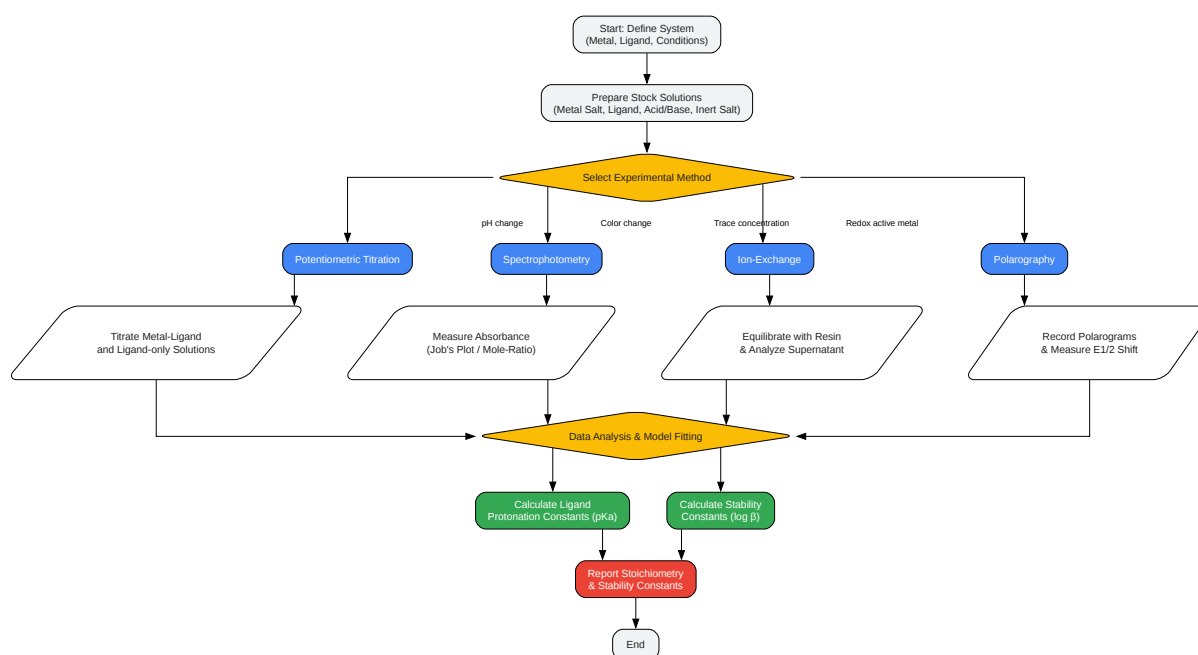 Start: Define System
(Metal, Ligand, Conditions)
Prepare Stock Solutions
(Metal Salt, Ligand, Acid/Base, Inert Salt)
Select Experimental Method
pH change
Color change
Trace concentration
Redox active metal
Potentiometric Titration
Spectrophotometry
Ion-Exchange
Polarography
Titrate Metal-Ligand
and Ligand-only Solutions
Measure Absorbance
(Job's Plot / Mole-Ratio)
Equilibrate with Resin
& Analyze Supernatant
Record Polarograms
& Measure E1/2 Shift
Data Analysis & Model Fitting
Calculate Ligand
Protonation Constants (pKa)
Calculate Stability
Constants (log β)
Report Stoichiometry
& Stability Constants
End